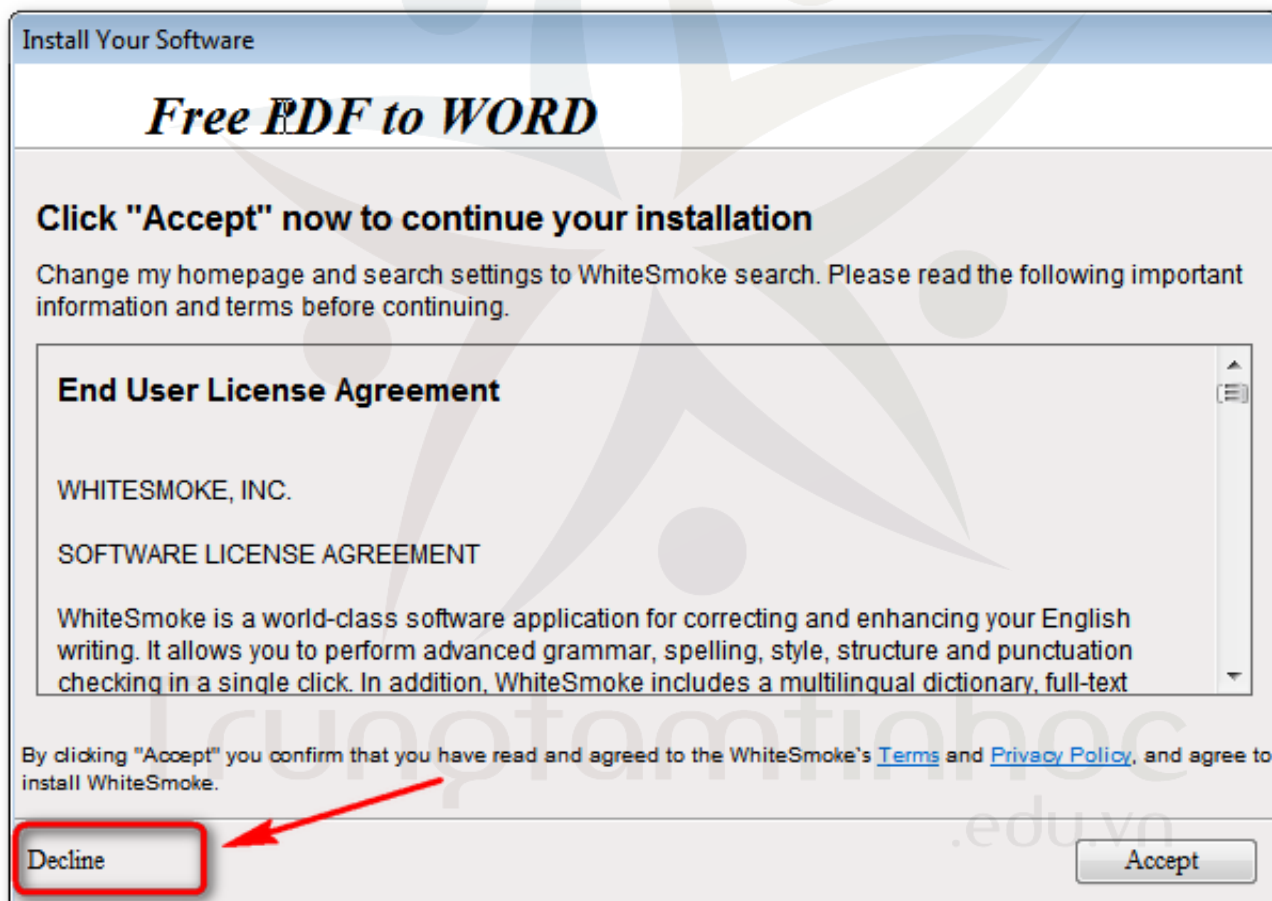 Install Your Software
Free PDF to WORD
Click "Accept" now to continue your installation
Change my homepage and search settings to WhiteSmoke search. Please read the following important
information and terms before continuing.
End User License Agreement
WHITESMOKE, INC.
SOFTWARE LICENSE AGREEMENT
WhiteSmoke is a world-class software application for correcting and enhancing your English
writing. It allows you to perform advanced grammar, spelling, style, structure and punctuation
checking in a single click. In addition, WhiteSmoke includes a multilingual dictionary, full-text
Trungtamtinhoc
By clicking "Accept" you confirm that you have read and agreed to the WhiteSmoke's Terms and Privacy Policy, and agree to
install WhiteSmoke.
.edu.vn
Decline
Accept